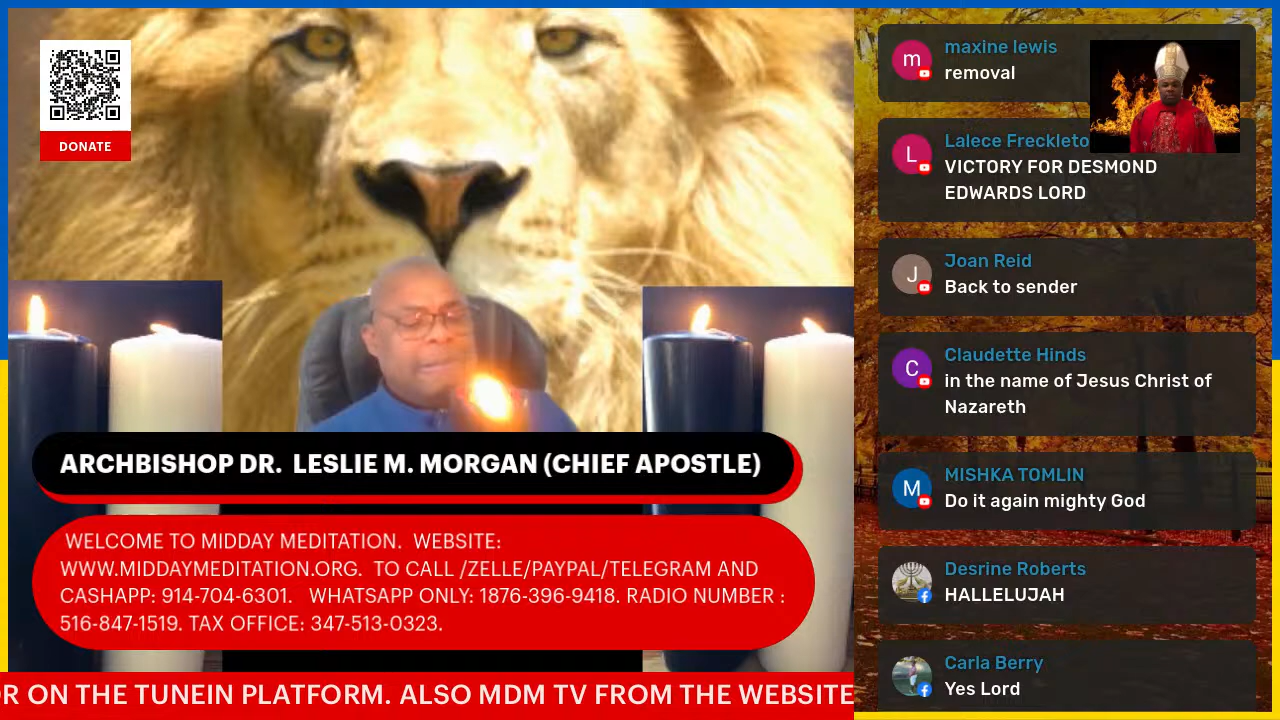 DONATE
ARCHBISHOP DR. LESLIE M. MORGAN (CHIEF APOSTLE)
WELCOME TO MIDDAY MEDITATION. WEBSITE:
WWW.MIDDAYMEDITATION.ORG. TO CALL /ZELLE/PAYPAL/TELEGRAM AND
CASHAPP: 914-704-6301. WHATSAPP ONLY: 1876-396-9418. RADIO NUMBER :
516-847-1519. TAX OFFICE: 347-513-0323.
R ON THE TUNEIN PLATFORM. ALSO MDM TV FROM THE WEBSITE
m
maxine lewis
removal
L
Lalece Freckleto
VICTORY FOR DESMOND
EDWARDS LORD
J
Joan Reid
Back to sender
C
Claudette Hinds
in the name of Jesus Christ of
Nazareth
M
MISHKA TOMLIN
Do it again mighty God
Desrine Roberts
HALLELUJAH
Carla Berry
Yes Lord